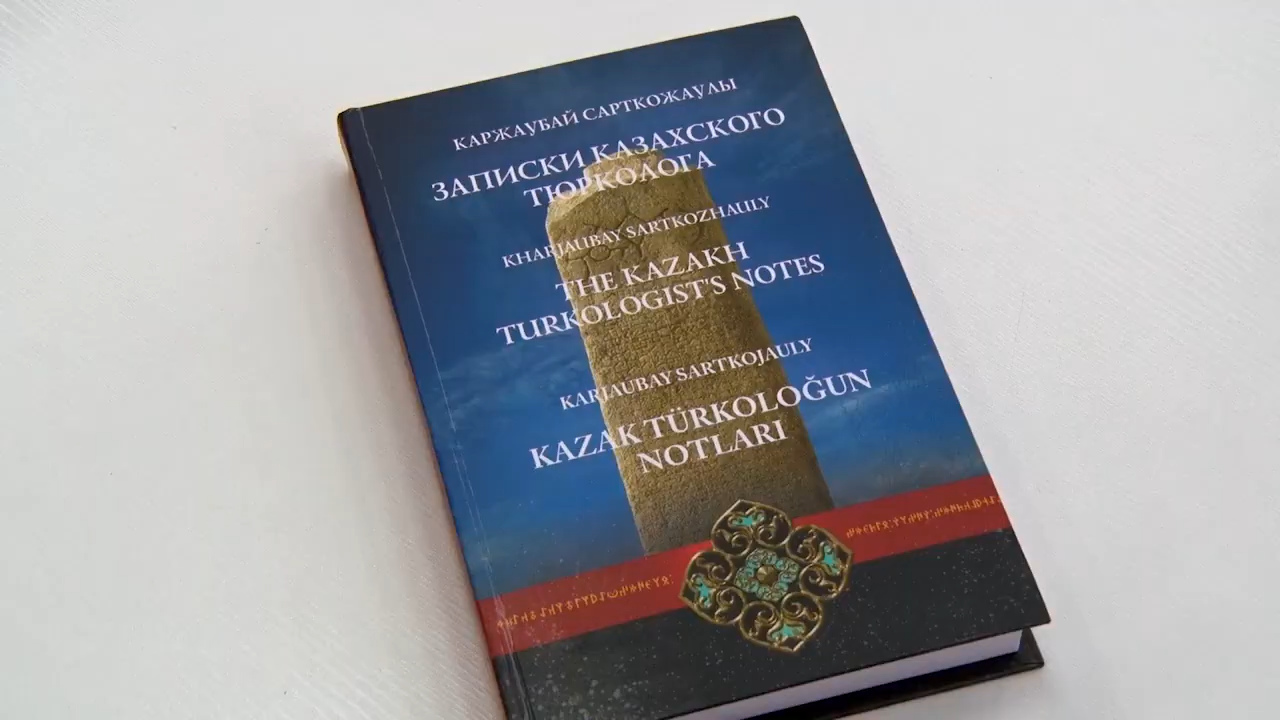 КАРЖАУБАЙ САРТКОЖАУЛЫ
ЗАПИСКИ КАЗАХСКОГО
ТЮРКОЛОГА
KHARJAUBAY SARTKOZHAULY
THE KAZAKH
TURKOLOGIST'S NOTES
KARJAUBAY SARTKOJAULY
KAZAK TÜRKOLOĞUN
NOTLARI